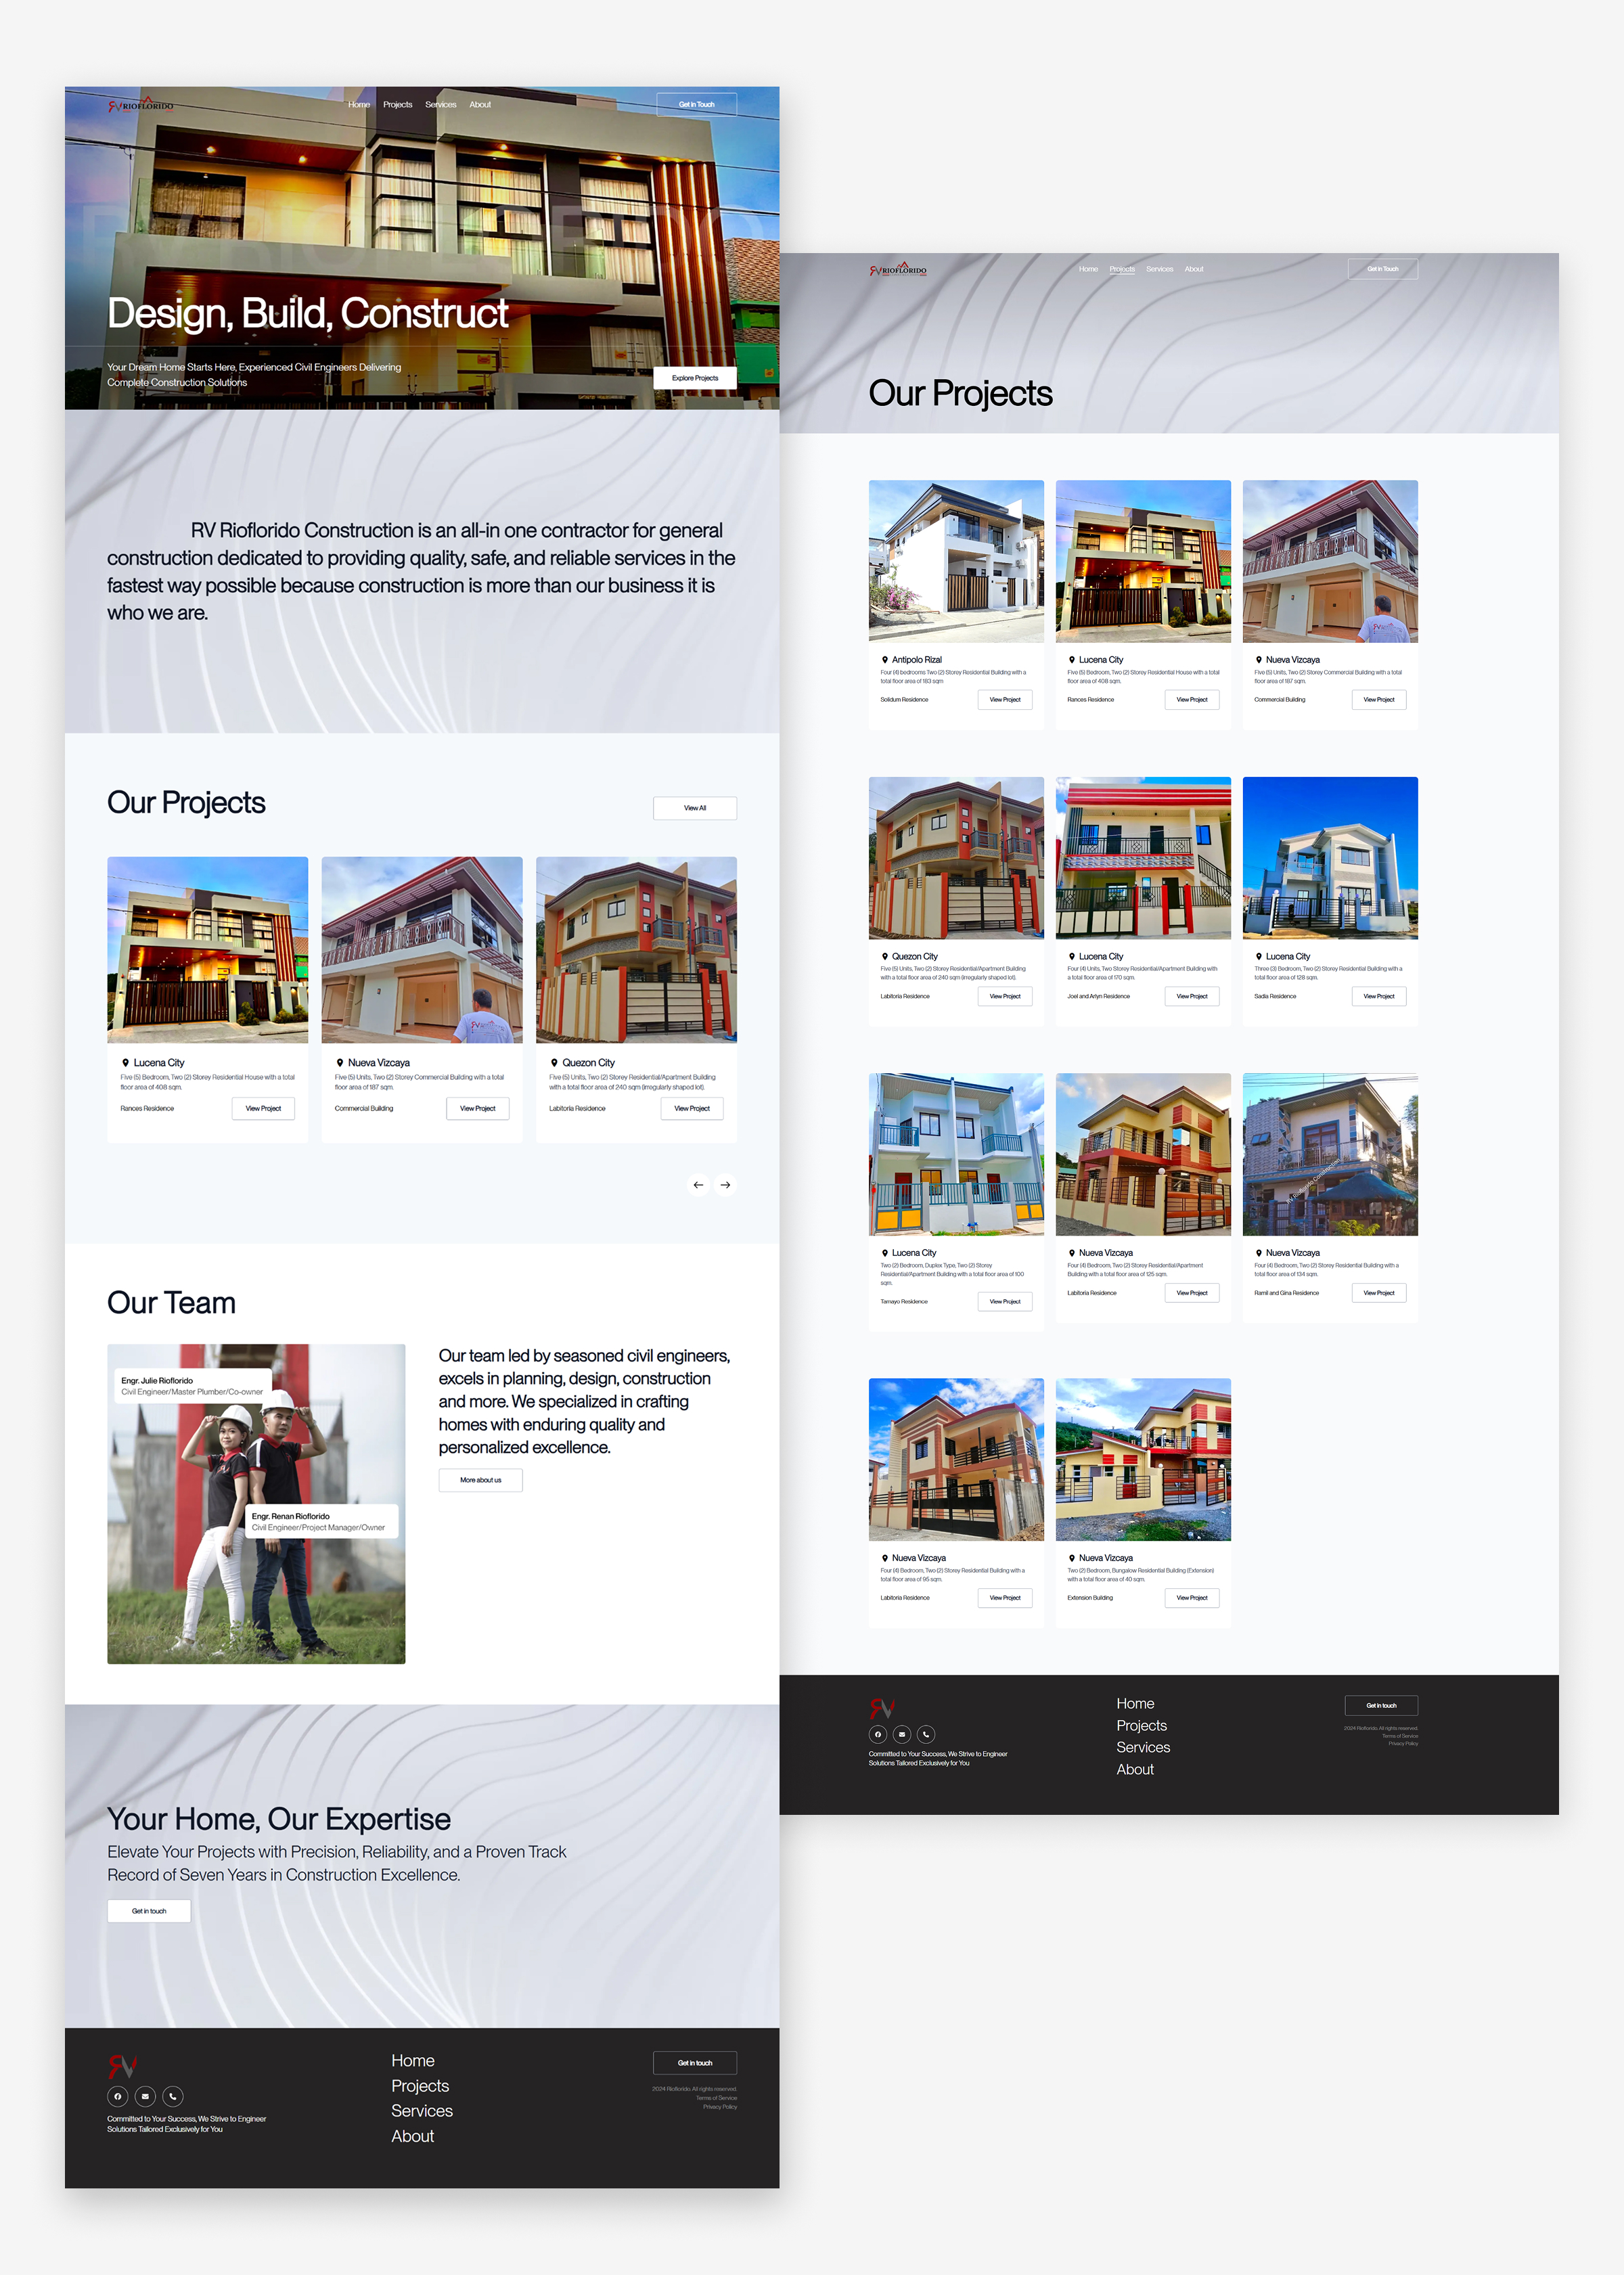 RV RIOFLORIDO
Home Projects Services About
Get in Touch
RV RIOFLORIDO
Design, Build, Construct
Your Dream Home Starts Here, Experienced Civil Engineers Delivering
Complete Construction Solutions
Explore Projects
RV Rioflorido Construction is an all-in one contractor for general
construction dedicated to providing quality, safe, and reliable services in the
fastest way possible because construction is more than our business it is
who we are.
Our Projects
View All
Lucena City
Five (5) Bedroom, Two (2) Storey Residential House with a total
floor area of 408 sqm.
Rances Residence
View Project
Nueva Vizcaya
Five (5) Units, Two (2) Storey Commercial Building with a total
floor area of 187 sqm.
Commercial Building
View Project
Quezon City
Five (5) Units, Two (2) Storey Residential/Apartment Building
with a total floor area of 240 sqm (irregularly shaped lot).
Labitoria Residence
View Project
Our Team
Engr. Julie Rioflorido
Civil Engineer/Master Plumber/Co-owner
Engr. Renan Rioflorido
Civil Engineer/Project Manager/Owner
Our team led by seasoned civil engineers,
excels in planning, design, construction
and more. We specialized in crafting
homes with enduring quality and
personalized excellence.
More about us
Your Home, Our Expertise
Elevate Your Projects with Precision, Reliability, and a Proven Track
Record of Seven Years in Construction Excellence.
Get in touch
RV
Committed to Your Success, We Strive to Engineer
Solutions Tailored Exclusively for You
Home
Projects
Services
About
Get in touch
2024 Rioflorido. All rights reserved.
Terms of Service
Privacy Policy
RV RIOFLORIDO
Home Projects Services About
Get in Touch
Our Projects
Antipolo Rizal
Four (4) bedrooms Two (2) Storey Residential Building with a
total floor area of 183 sqm
Solidum Residence
View Project
Lucena City
Five (5) Bedroom, Two (2) Storey Residential House with a total
floor area of 408 sqm.
Rances Residence
View Project
Nueva Vizcaya
Five (5) Units, Two (2) Storey Commercial Building with a total
floor area of 187 sqm.
Commercial Building
View Project
Quezon City
Five (5) Units, Two (2) Storey Residential/Apartment Building
with a total floor area of 240 sqm (irregularly shaped lot).
Labitoria Residence
View Project
Lucena City
Four (4) Units, Two Storey Residential/Apartment Building with
a total floor area of 170 sqm.
Joel and Arlyn Residence
View Project
Lucena City
Three (3) Bedroom, Two (2) Storey Residential Building with a
total floor area of 128 sqm.
Sadia Residence
View Project
Lucena City
Two (2) Bedroom, Duplex Type, Two (2) Storey
Residential/Apartment Building with a total floor area of 100
sqm.
Tamayo Residence
View Project
Nueva Vizcaya
Four (4) Bedroom, Two (2) Storey Residential/Apartment
Building with a total floor area of 125 sqm.
Labitoria Residence
View Project
Rioflorido Construction
Nueva Vizcaya
Four (4) Bedroom, Two (2) Storey Residential Building with a
total floor area of 134 sqm.
Ramil and Gina Residence
View Project
Nueva Vizcaya
Four (4) Bedroom, Two (2) Storey Residential Building with a
total floor area of 95 sqm.
Labitoria Residence
View Project
Nueva Vizcaya
Two (2) Bedroom, Bungalow Residential Building (Extension)
with a total floor area of 40 sqm.
Extension Building
View Project
RV
Committed to Your Success, We Strive to Engineer
Solutions Tailored Exclusively for You
Home
Projects
Services
About
Get in touch
2024 Rioflorido. All rights reserved.
Terms of Service
Privacy Policy